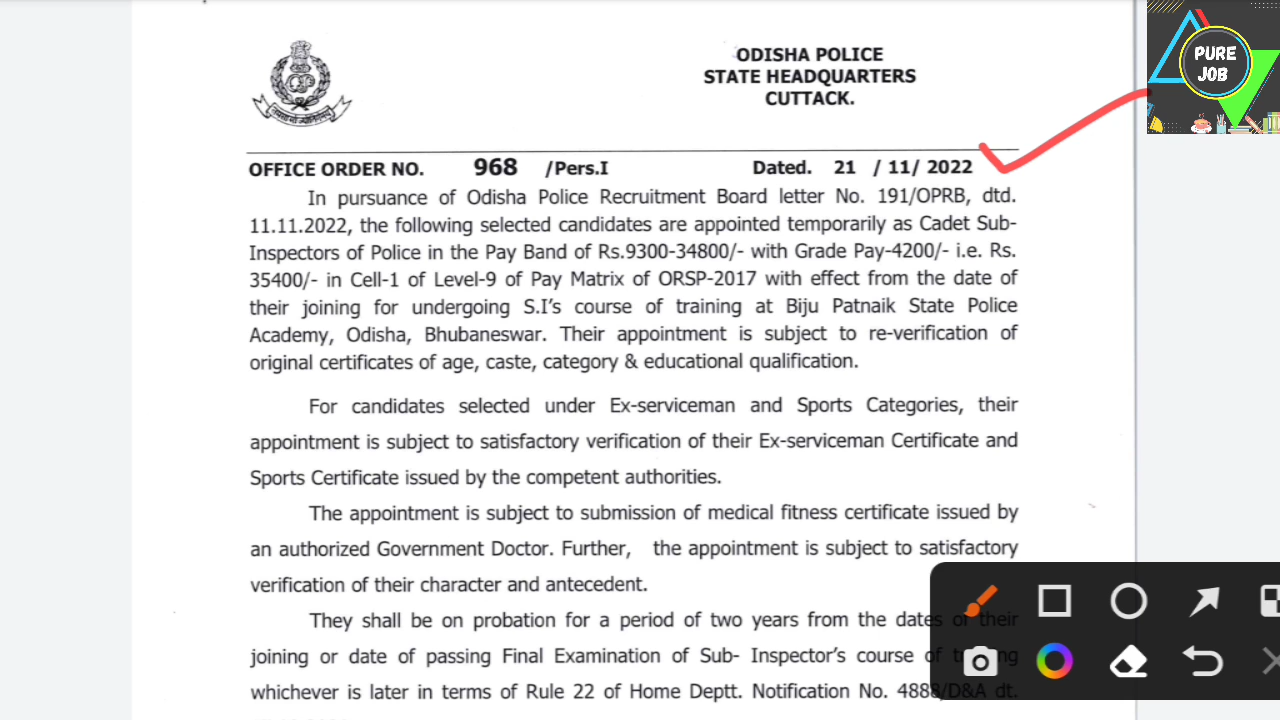 ODISHA POLICE
STATE HEADQUARTERS
CUTTACK.
PURE
JOB
OFFICE ORDER NO. 968 /Pers.I Dated. 21 / 11/ 2022
In pursuance of Odisha Police Recruitment Board letter No. 191/OPRB, dtd.
11.11.2022, the following selected candidates are appointed temporarily as Cadet Sub-
Inspectors of Police in the Pay Band of Rs.9300-34800/- with Grade Pay-4200/- i.e. Rs.
35400/- in Cell-1 of Level-9 of Pay Matrix of ORSP-2017 with effect from the date of
their joining for undergoing S.I's course of training at Biju Patnaik State Police
Academy, Odisha, Bhubaneswar. Their appointment is subject to re-verification of
original certificates of age, caste, category & educational qualification.
For candidates selected under Ex-serviceman and Sports Categories, their
appointment is subject to satisfactory verification of their Ex-serviceman Certificate and
Sports Certificate issued by the competent authorities.
The appointment is subject to submission of medical fitness certificate issued by
an authorized Government Doctor. Further, the appointment is subject to satisfactory
verification of their character and antecedent.
They shall be on probation for a period of two years from the dates of their
joining or date of passing Final Examination of Sub- Inspector's course of training
whichever is later in terms of Rule 22 of Home Deptt. Notification No. 4888/D&A dt.